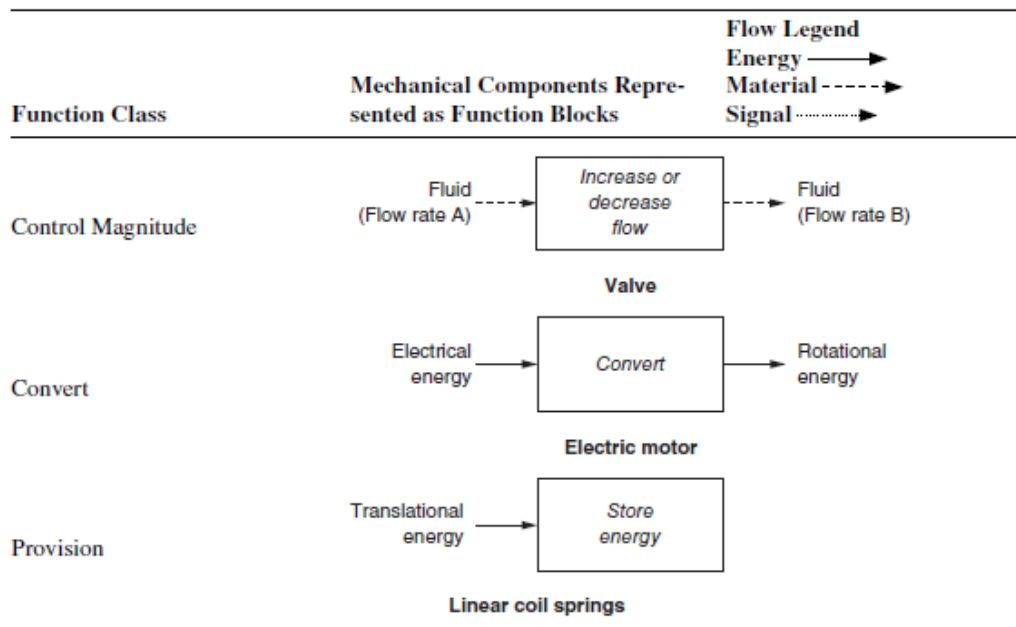 Flow Legend
Energy
Mechanical Components Repre- Material
Function Class sented as Function Blocks Signal
Control Magnitude
Fluid
(Flow rate A)
Increase or
decrease
flow
Fluid
(Flow rate B)
Valve
Convert
Electrical
energy
Convert
Rotational
energy
Electric motor
Provision
Translational
energy
Store
energy
Linear coil springs